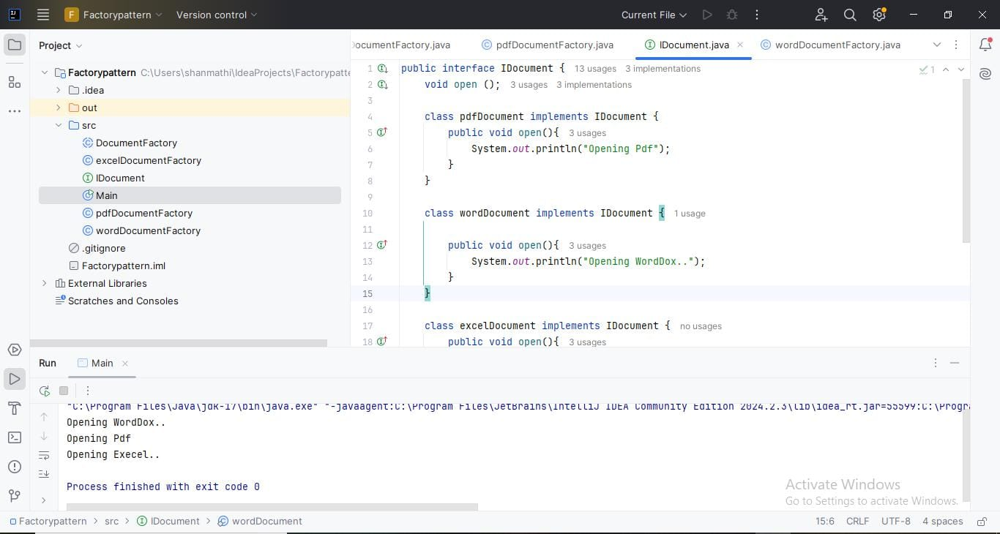 F Factorypattern Version control Current File
Project
ocumentFactory.java pdfDocumentFactory.java IDocument.java wordDocumentFactory.java
Factorypattern C:\Users\shanmathi\IdeaProjects\Factorypatte
.idea
out
src
DocumentFactory
excelDocumentFactory
IDocument
Main
pdfDocumentFactory
wordDocumentFactory
.gitignore
Factorypattern.iml
External Libraries
Scratches and Consoles
1 public interface IDocument { 13 usages 3 implementations
2 void open (); 3 usages 3 implementations
3
4 class pdfDocument implements IDocument {
5 public void open(){ 3 usages
6 System.out.println("Opening Pdf");
7 }
8 }
9
10 class wordDocument implements IDocument { 1 usage
11
12 public void open(){ 3 usages
13 System.out.println("Opening WordDox..");
14 }
15 }
16
17 class excelDocument implements IDocument { no usages
18 public void open(){ 3 usages
1
Run Main
"C:\Program Files\Java\jdk-17\bin\java.exe" "-javaagent:C:\Program Files\JetBrains\IntelliJ IDEA Community Edition 2024.2.3\lib\idea_rt.jar=55599:C:\Progr
Opening WordDox..
Opening Pdf
Opening Execel..
Process finished with exit code 0
Activate Windows
Go to Settings to activate Windows.
Factorypattern > src > IDocument > wordDocument 15:6 CRLF UTF-8 4 spaces